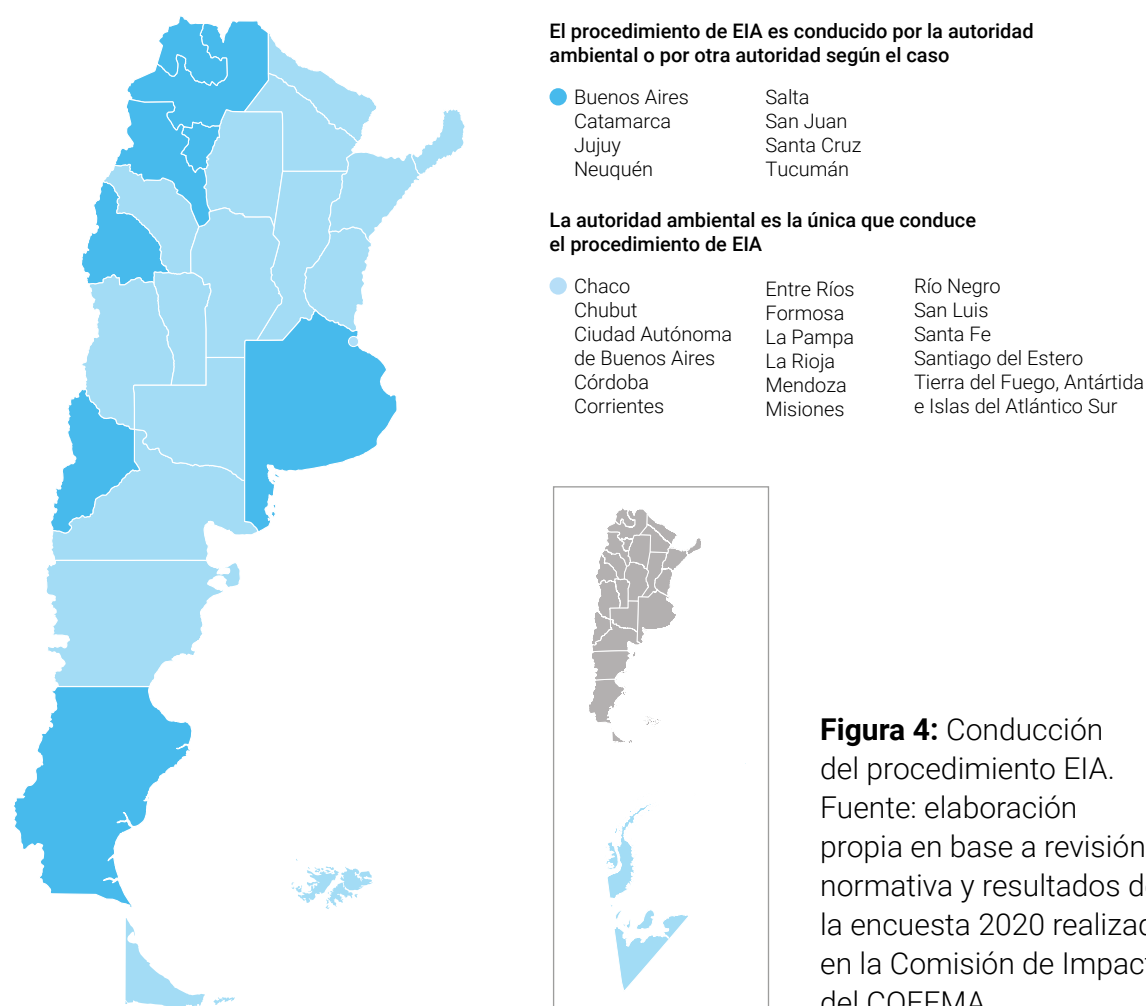 El procedimiento de EIA es conducido por la autoridad
ambiental o por otra autoridad según el caso
Buenos Aires
Catamarca
Jujuy
Neuquén
Salta
San Juan
Santa Cruz
Tucumán
La autoridad ambiental es la única que conduce
el procedimiento de EIA
Chaco
Chubut
Ciudad Autónoma
de Buenos Aires
Córdoba
Corrientes
Entre Ríos
Formosa
La Pampa
La Rioja
Mendoza
Misiones
Río Negro
San Luis
Santa Fe
Santiago del Estero
Tierra del Fuego, Antártida
e Islas del Atlántico Sur
Figura 4: Conducción
del procedimiento EIA.
Fuente: elaboración
propia en base a revisión
normativa y resultados
la encuesta 2020
en la Comisión de
del COFEMA